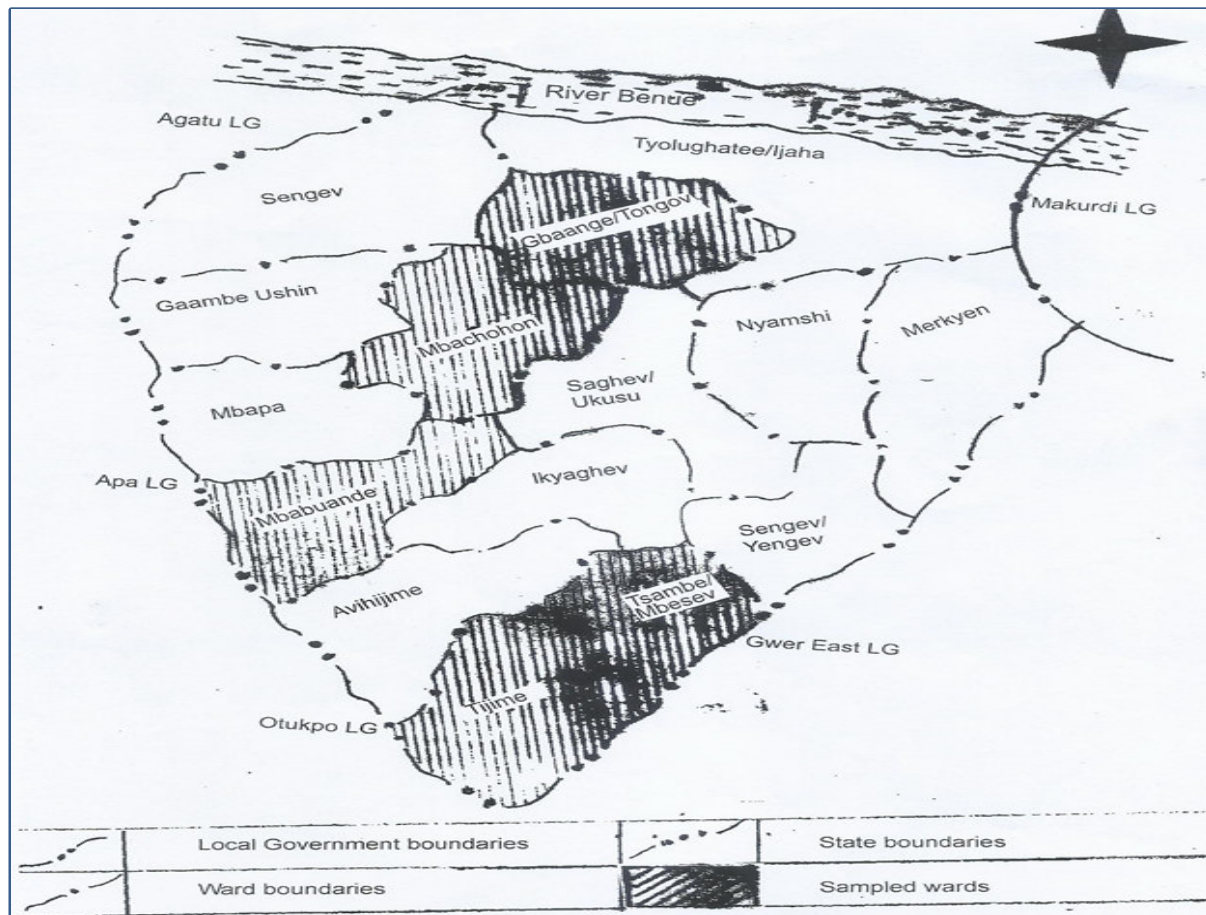 River Benue
Agatu LG
Tyolughatee/Ijaha
Sengev
Makurdi LG
Gbaange/Tongov
Gaambe Ushin
Nyamshi
Merkyen
Mbachohon
Saghev/
Ukusu
Mbapa
Ikyaghev
Apa LG
Mbabuande
Sengev/
Yengev
Avihijime
Tsambe/
Mbesev
Gwer East LG
Tijime
Otukpo LG
Local Government boundaries
State boundaries
Ward boundaries
Sampled wards